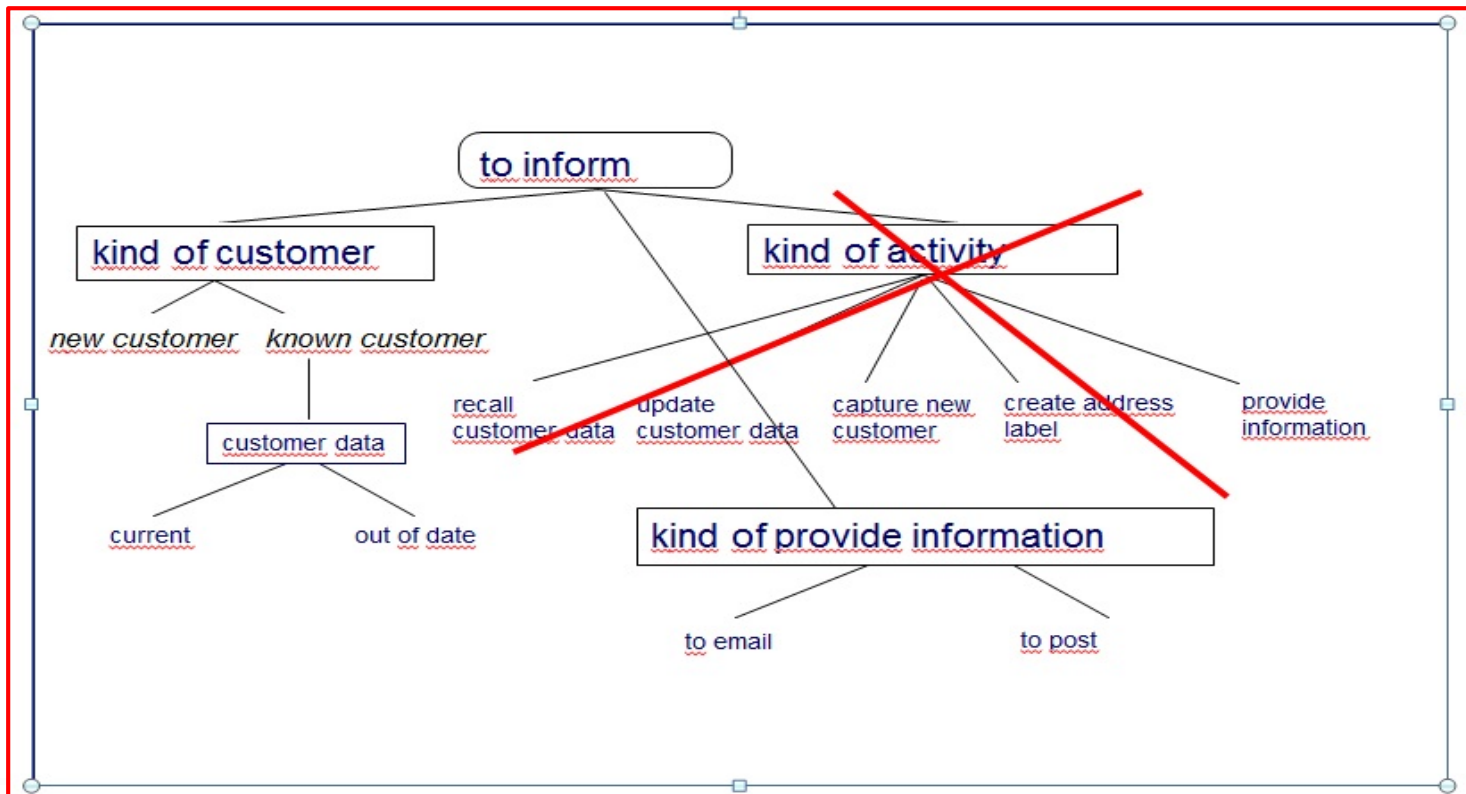 to inform
kind of customer
kind of activity
new customer
known customer
recall
customer data
update
customer data
capture new
customer
create address
label
provide
information
customer data
current
out of date
kind of provide information
to email
to post